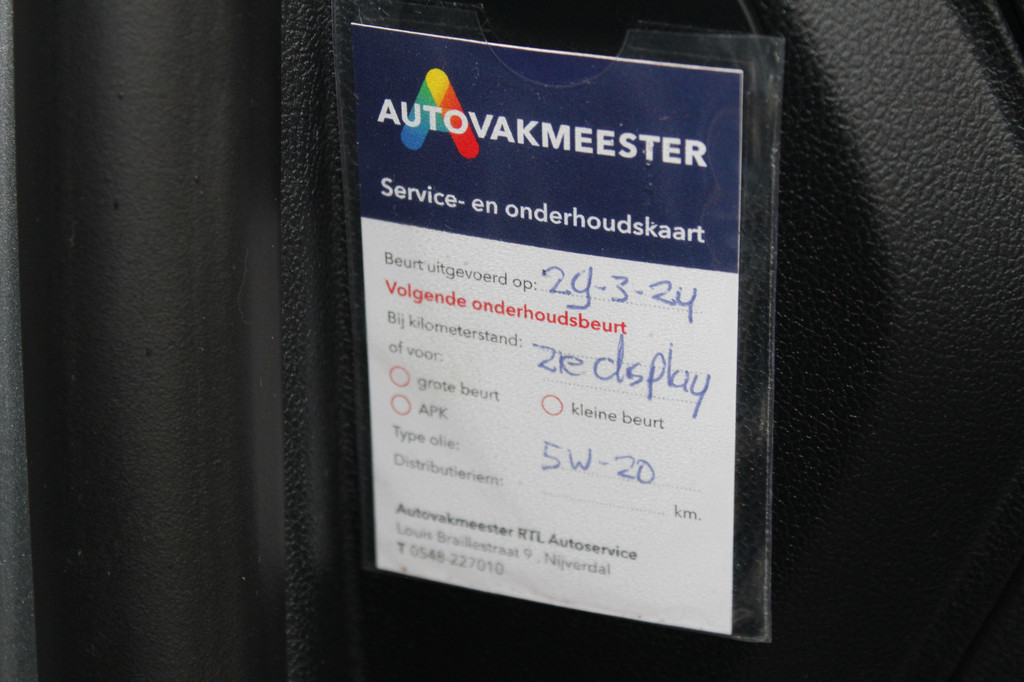 AUTOVAKMEESTER
Service- en onderhoudskaart
Beurt uitgevoerd op: 29-3-24
Volgende onderhoudsbeurt
Bij kilometerstand: zie display
of voor:
grote beurt
kleine beurt
APK
Type olie: 5W-20
Distributieriem: km.
Autovakmeester RTL Autoservice
Louis Braillestraat 9 , Nijverdal
T 0548-227010